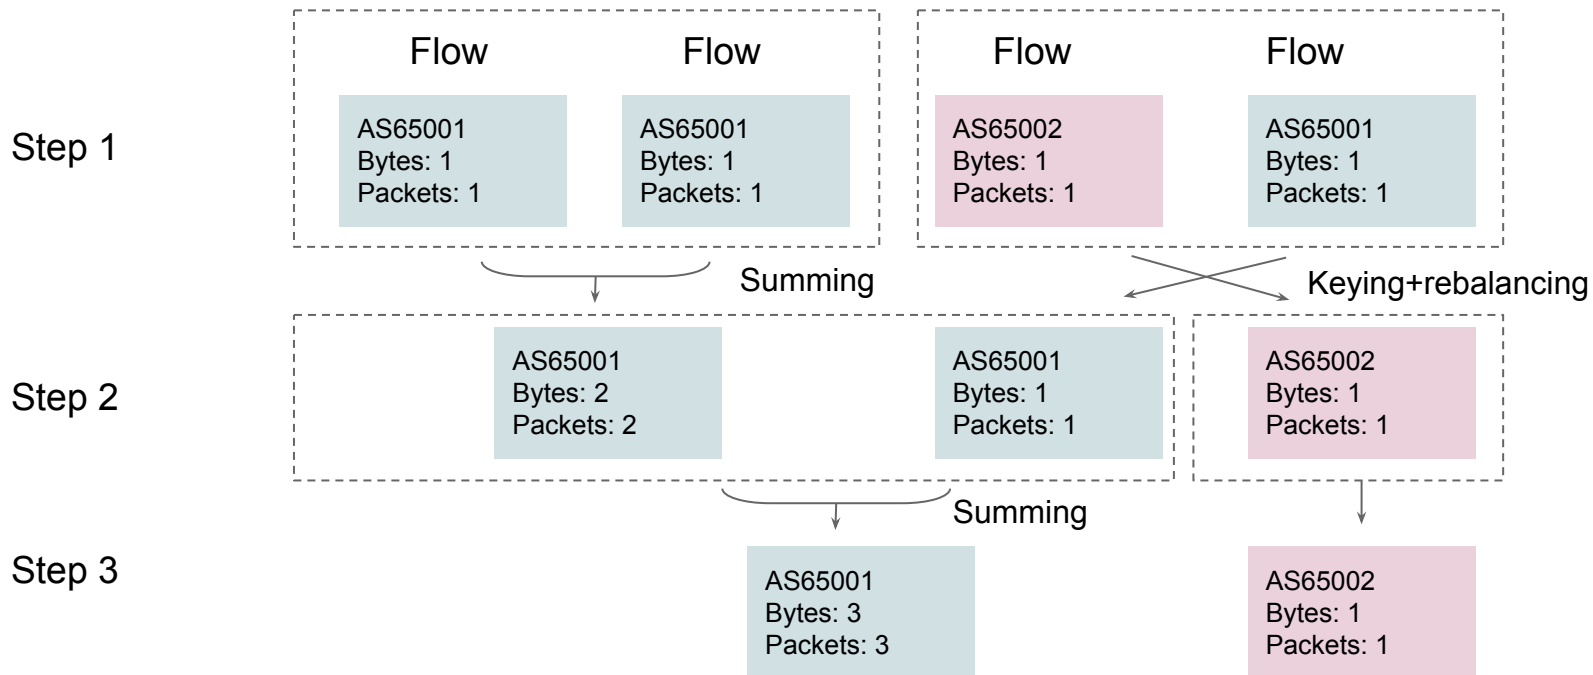 Flow
Flow
Flow
Flow
Step 1
AS65001
Bytes: 1
Packets: 1
AS65001
Bytes: 1
Packets: 1
AS65002
Bytes: 1
Packets: 1
AS65001
Bytes: 1
Packets: 1
Summing
Keying+rebalancing
Step 2
AS65001
Bytes: 2
Packets: 2
AS65001
Bytes: 1
Packets: 1
AS65002
Bytes: 1
Packets: 1
Summing
Step 3
AS65001
Bytes: 3
Packets: 3
AS65002
Bytes: 1
Packets: 1